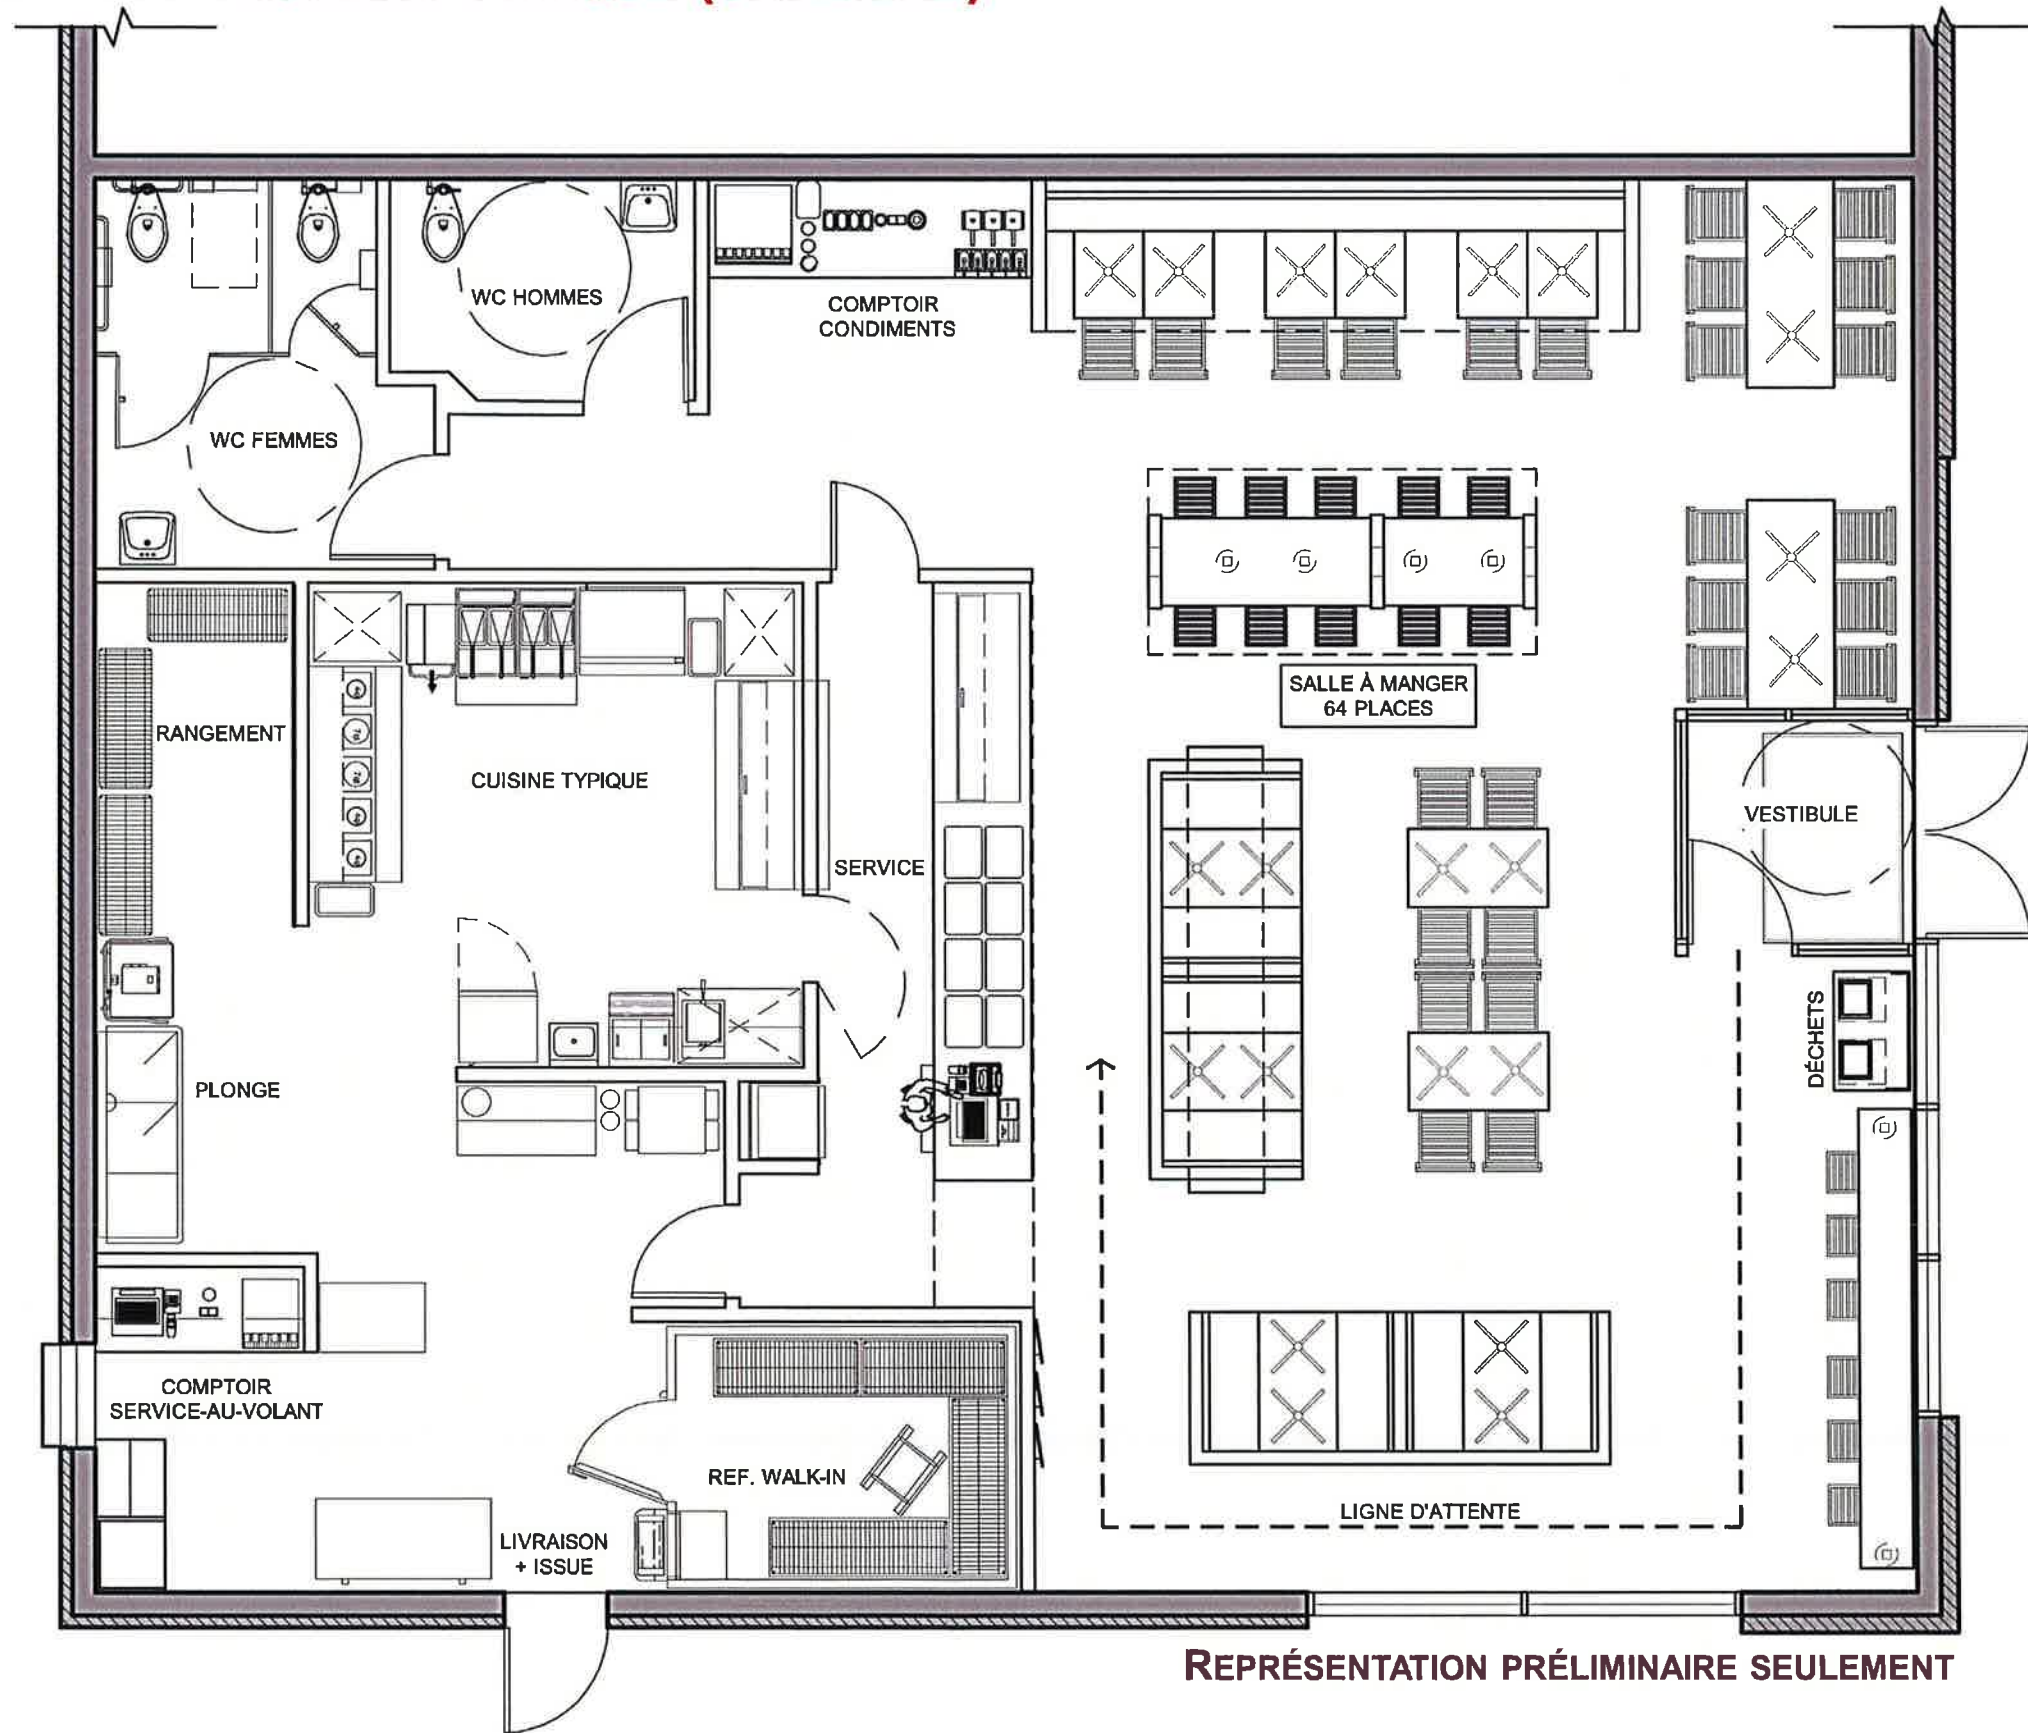 WC HOMMES
COMPTOIR
CONDIMENTS
WC FEMMES
SALLE À MANGER
64 PLACES
RANGEMENT
CUISINE TYPIQUE
VESTIBULE
SERVICE
DÉCHETS
PLONGE
COMPTOIR
SERVICE-AU-VOLANT
REF. WALK-IN
LIGNE D'ATTENTE
LIVRAISON
+ ISSUE
REPRÉSENTATION PRÉLIMINAIRE SEULEMENT